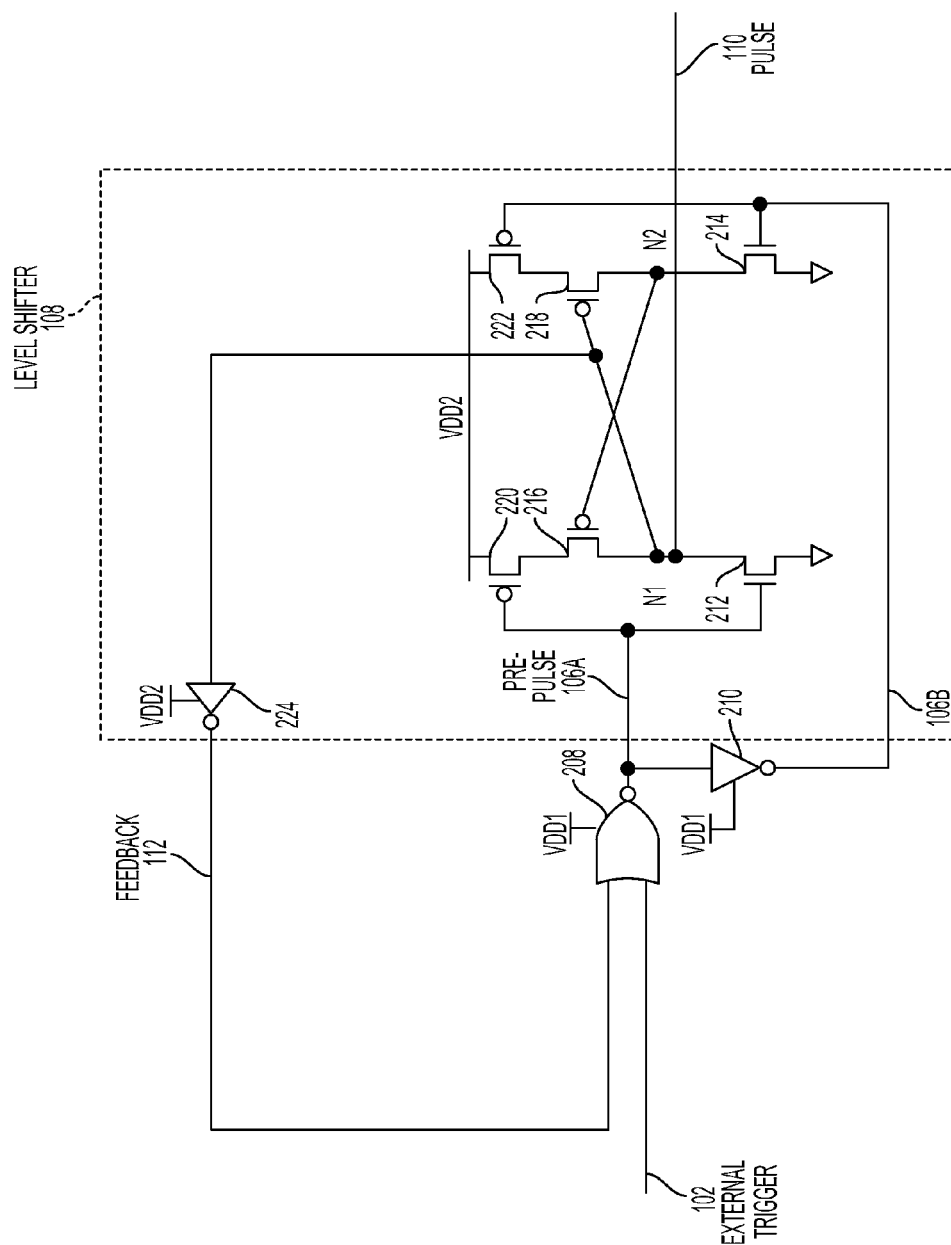 LEVEL SHIFTER
108
FEEDBACK
112
VDD2
224
VDD2
222
218
N2
214
110
PULSE
220
216
N1
212
PRE-
PULSE
106A
208
VDD1
VDD1
210
106B
102
EXTERNAL
TRIGGER